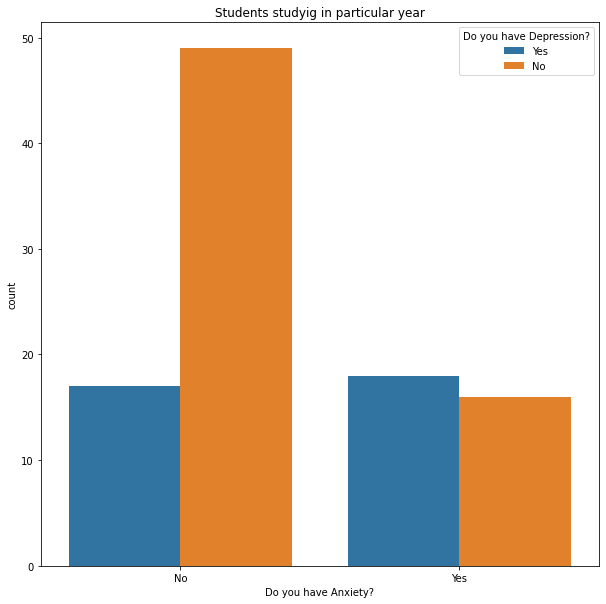 Students studyig in particular year
Do you have Depression?
Yes
No
50
40
30
20
10
0
count
No
Yes
Do you have Anxiety?